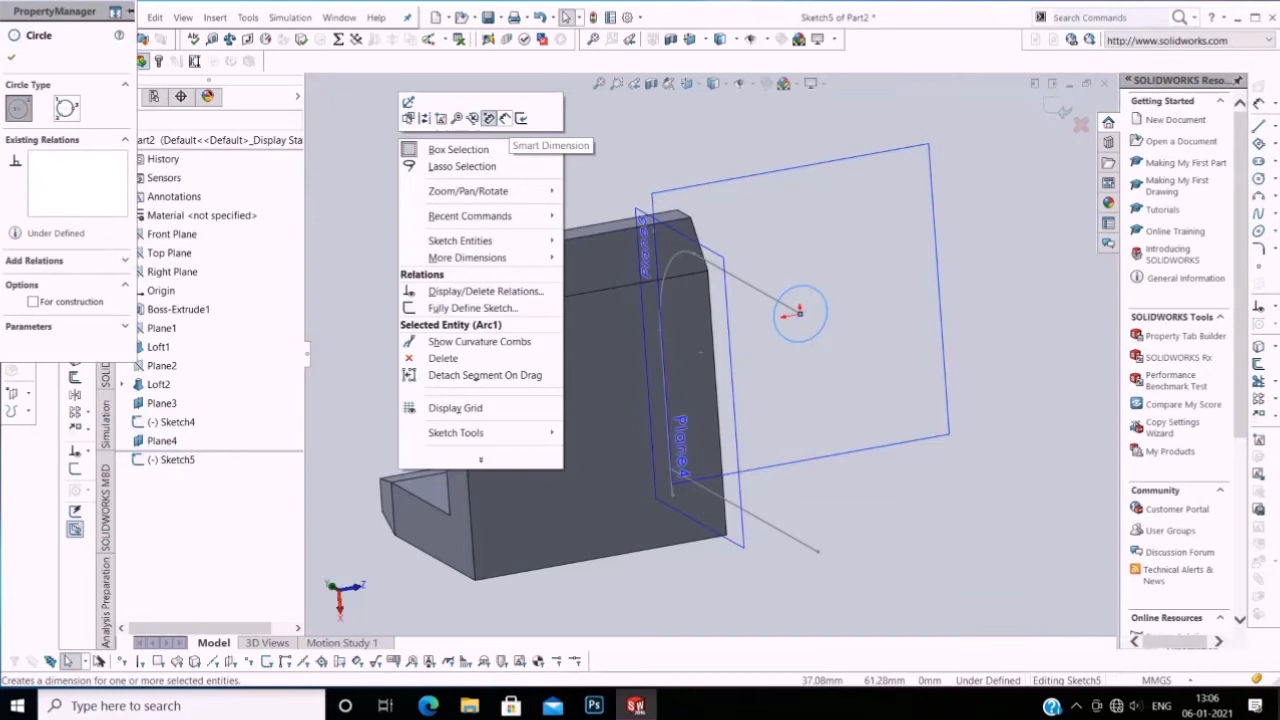 PropertyManager
Edit View Insert Tools Simulation Window Help
Sketch5 of Part2 *
Search Commands
http://www.solidworks.com
Circle
Circle Type
Existing Relations
Under Defined
Add Relations
Options
For construction
Parameters
art2 (Default<<Default>_Display Sta
History
Sensors
Annotations
Material <not specified>
Front Plane
Top Plane
Right Plane
Origin
Boss-Extrude1
Plane1
Loft1
Plane2
Loft2
Plane3
(-) Sketch4
Plane4
(-) Sketch5
SOLID
Simulation
SOLIDWORKS MBD
Analysis Preparation
Smart Dimension
Box Selection
Lasso Selection
Zoom/Pan/Rotate
Recent Commands
Sketch Entities
More Dimensions
Relations
Display/Delete Relations...
Fully Define Sketch...
Selected Entity (Arc1)
Show Curvature Combs
Delete
Detach Segment On Drag
Display Grid
Sketch Tools
Plane4
Y
Z
X
SOLIDWORKS Reso...
Getting Started
New Document
Open a Document
Making My First Part
Making My First Drawing
Tutorials
Online Training
Introducing SOLIDWORKS
General Information
SOLIDWORKS Tools
Property Tab Builder
SOLIDWORKS Rx
Performance Benchmark Test
Compare My Score
Copy Settings Wizard
My Products
Community
Customer Portal
User Groups
Discussion Forum
Technical Alerts & News
Online Resources
Model 3D Views Motion Study 1
Creates a dimension for one or more selected entities.
37.08mm 61.28mm 0mm Under Defined Editing Sketch5 MMGS
Type here to search
Ps
SW
ENG
13:06
06-01-2021